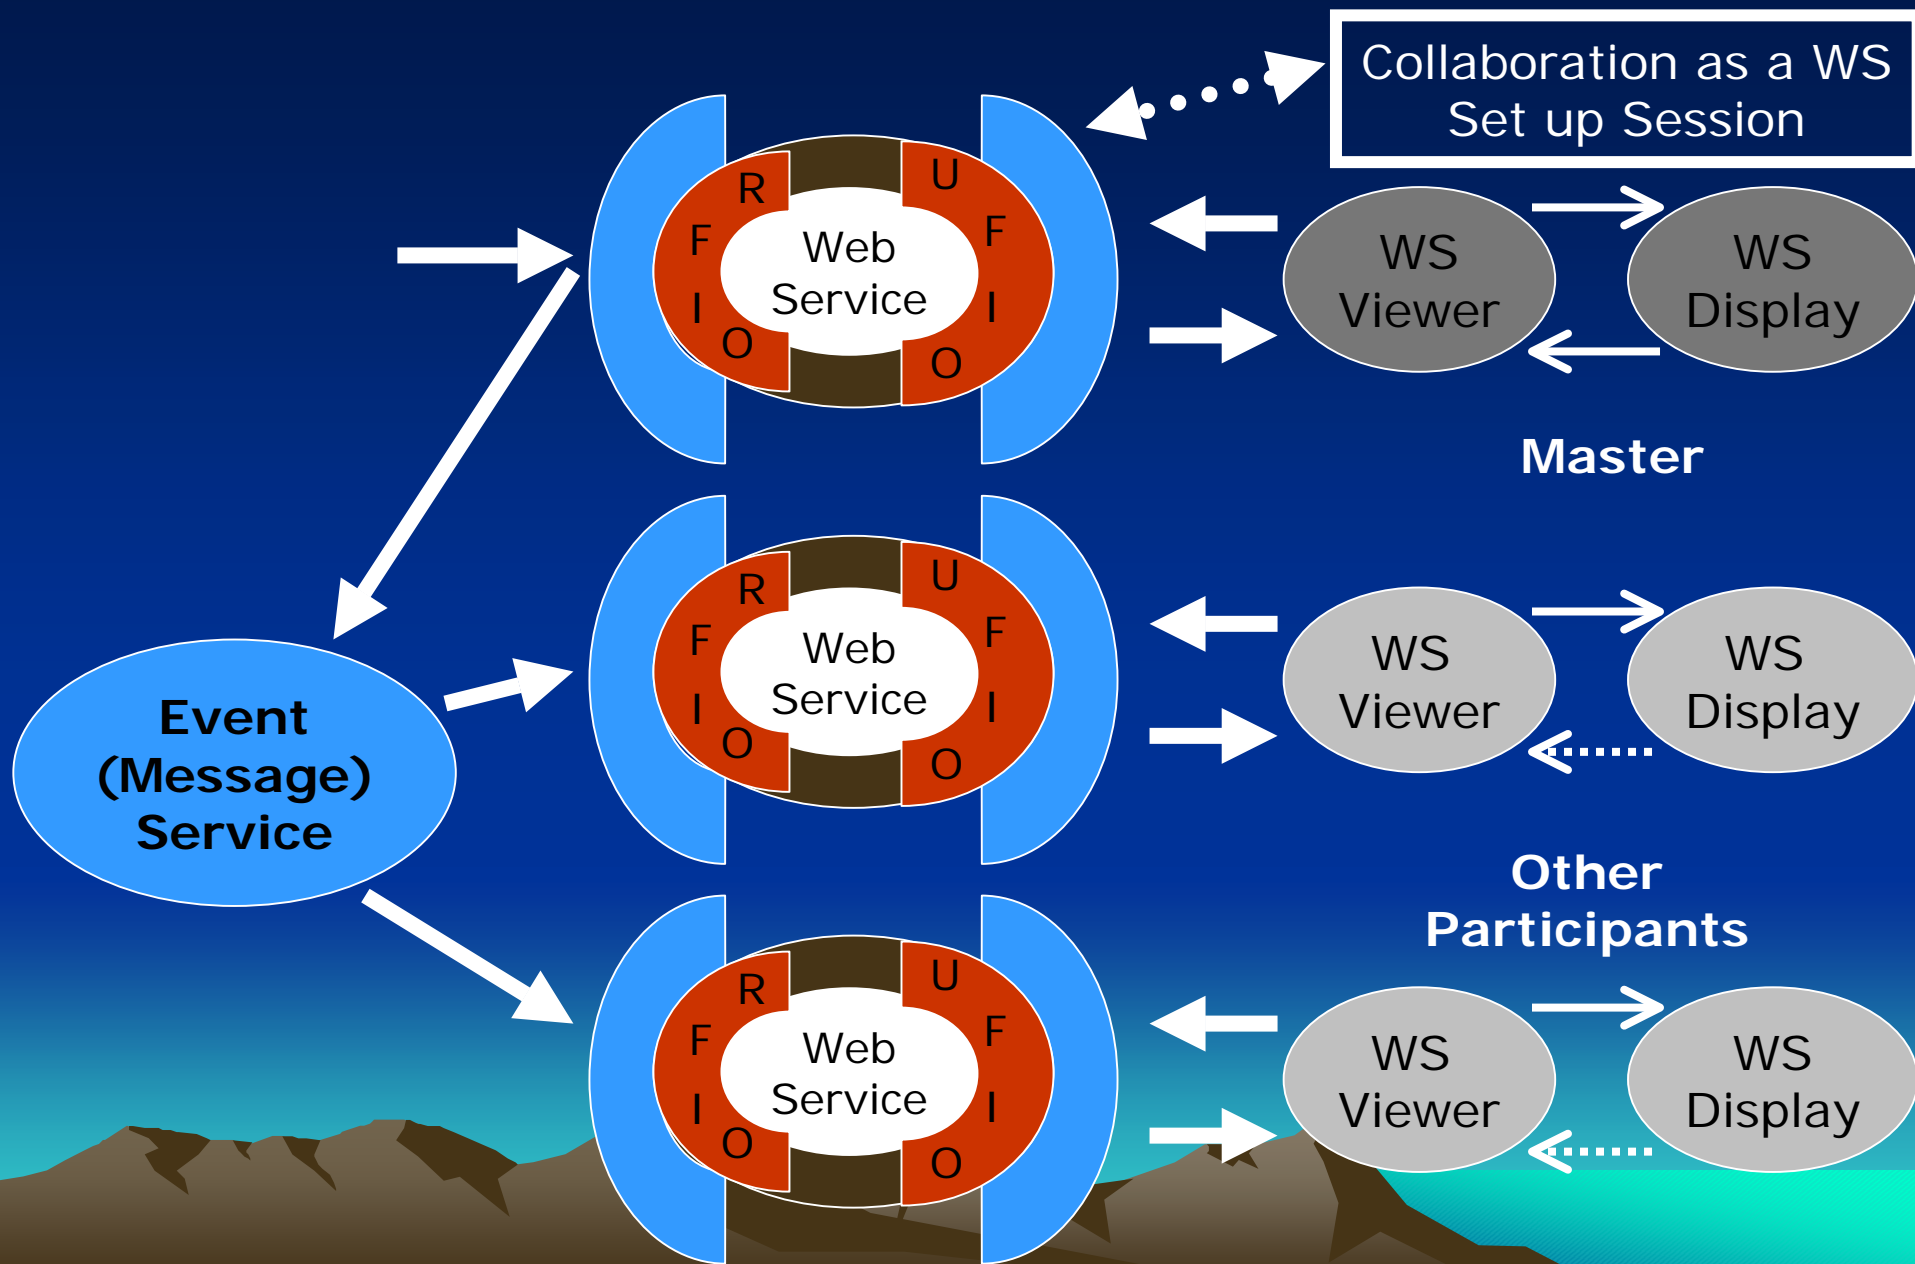 Collaboration as a WS
Set up Session
R
F
I
O
Web
Service
U
F
I
O
WS
Viewer
WS
Display
Master
R
F
I
O
Web
Service
U
F
I
O
WS
Viewer
WS
Display
Event
(Message)
Service
Other
Participants
R
F
I
O
Web
Service
U
F
I
O
WS
Viewer
WS
Display